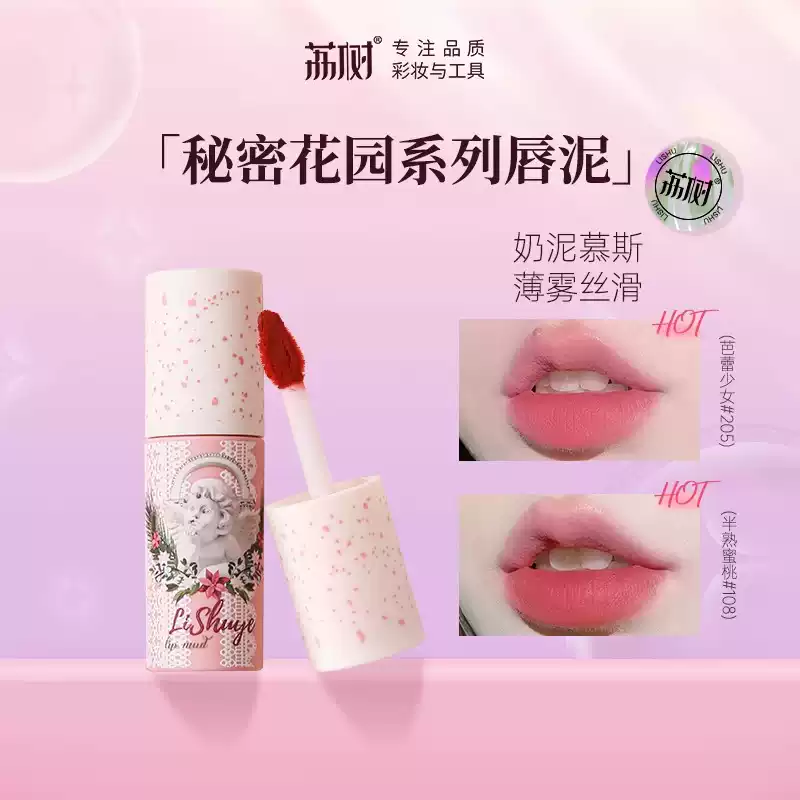 荔树®
专注品质
彩妆与工具
「秘密花园系列唇泥」
LISHU LISHU
荔树®
LISHU LISHU
奶泥慕斯
薄雾丝滑
HOT
(芭蕾少女#205)
HOT
(半熟蜜桃#108)
LiShuye
lip mud